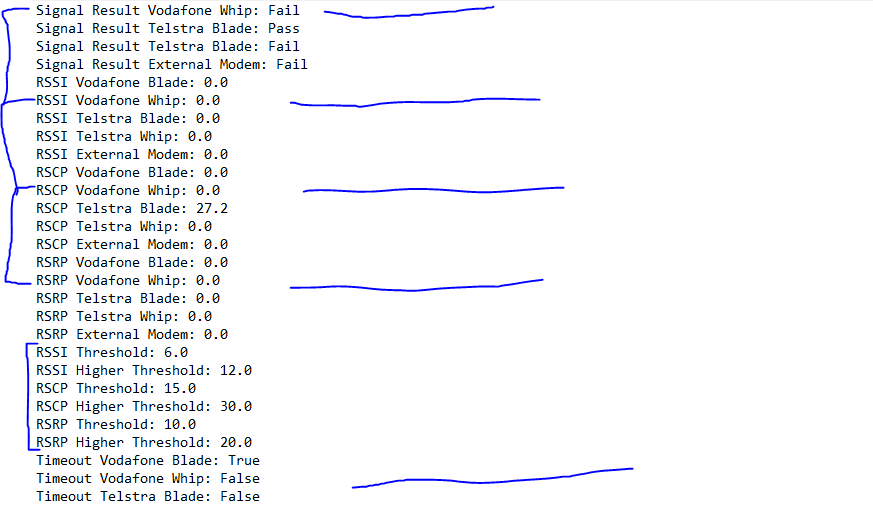 Signal Result Vodafone Whip: Fail
Signal Result Telstra Blade: Pass
Signal Result Telstra Blade: Fail
Signal Result External Modem: Fail
RSSI Vodafone Blade: 0.0
RSSI Vodafone Whip: 0.0
RSSI Telstra Blade: 0.0
RSSI Telstra Whip: 0.0
RSSI External Modem: 0.0
RSCP Vodafone Blade: 0.0
RSCP Vodafone Whip: 0.0
RSCP Telstra Blade: 27.2
RSCP Telstra Whip: 0.0
RSCP External Modem: 0.0
RSRP Vodafone Blade: 0.0
RSRP Vodafone Whip: 0.0
RSRP Telstra Blade: 0.0
RSRP Telstra Whip: 0.0
RSRP External Modem: 0.0
RSSI Threshold: 6.0
RSSI Higher Threshold: 12.0
RSCP Threshold: 15.0
RSCP Higher Threshold: 30.0
RSRP Threshold: 10.0
RSRP Higher Threshold: 20.0
Timeout Vodafone Blade: True
Timeout Vodafone Whip: False
Timeout Telstra Blade: False